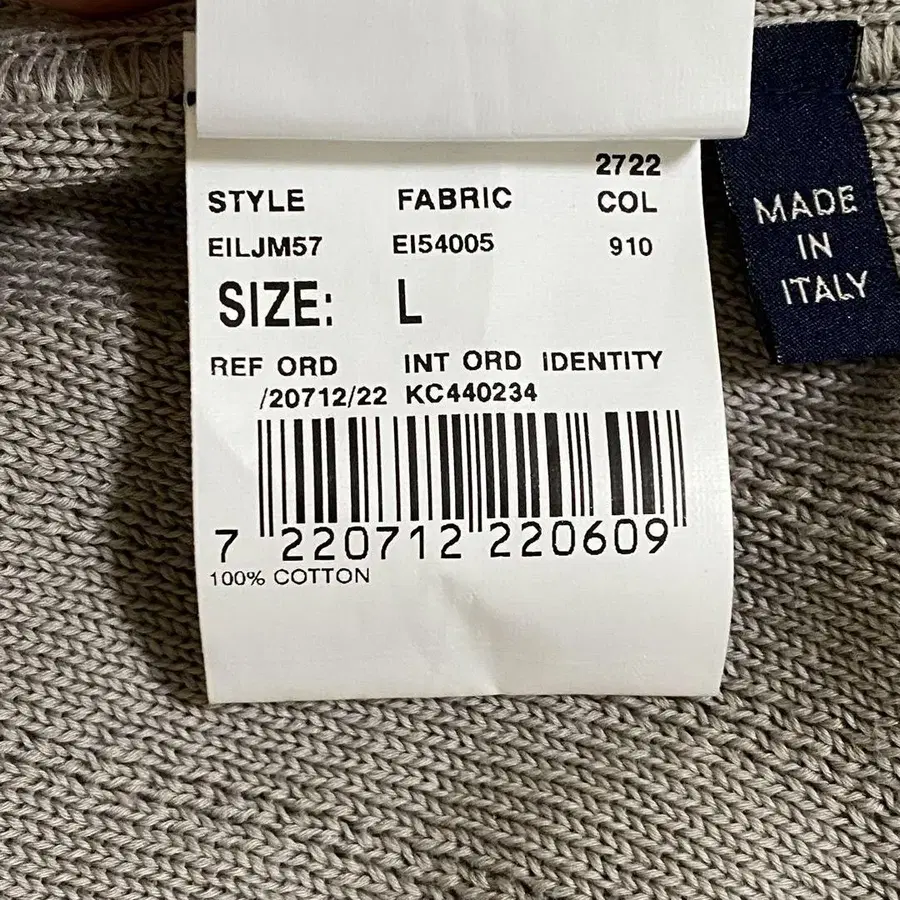 2722
STYLE FABRIC COL
EILJM57 EI54005 910
SIZE: L
REF ORD INT ORD IDENTITY
/20712/22 KC440234
7 220712 220609
100% COTTON
MADE
IN
ITALY